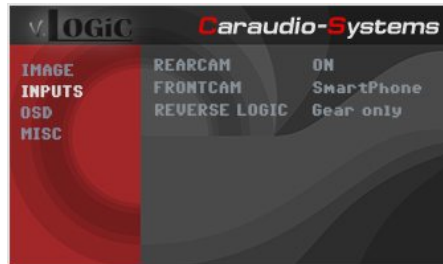 v.LOGiC Caraudio-Systems
IMAGE
INPUTS
OSD
MISC
REARCAM ON
FRONTCAM SmartPhone
REVERSE LOGIC Gear only